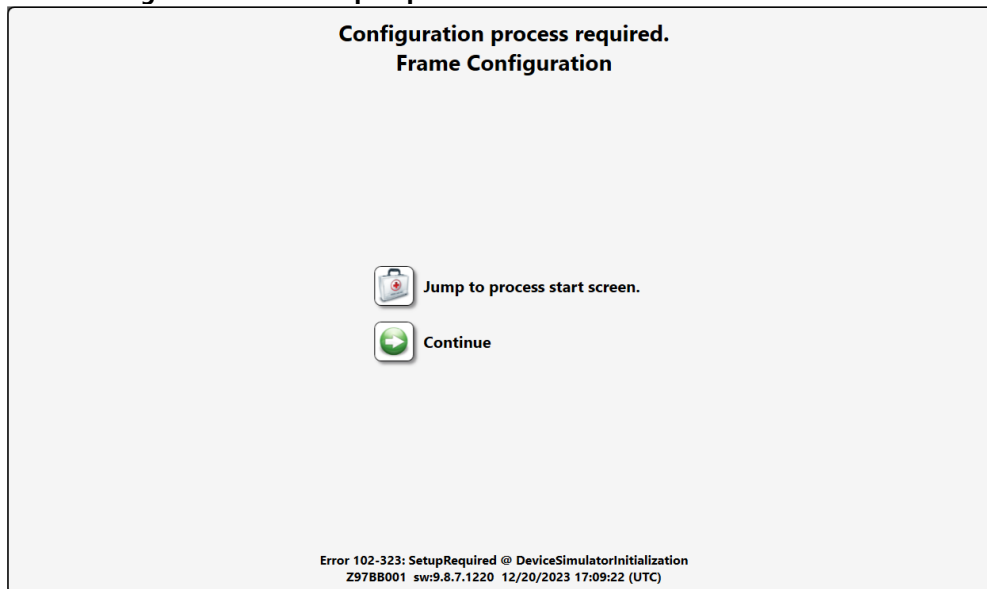 Configuration process required.
Frame Configuration
Jump to process start screen.
Continue
Error 102-323: SetupRequired @ DeviceSimulatorInitialization
Z97BB001 sw:9.8.7.1220 12/20/2023 17:09:22 (UTC)